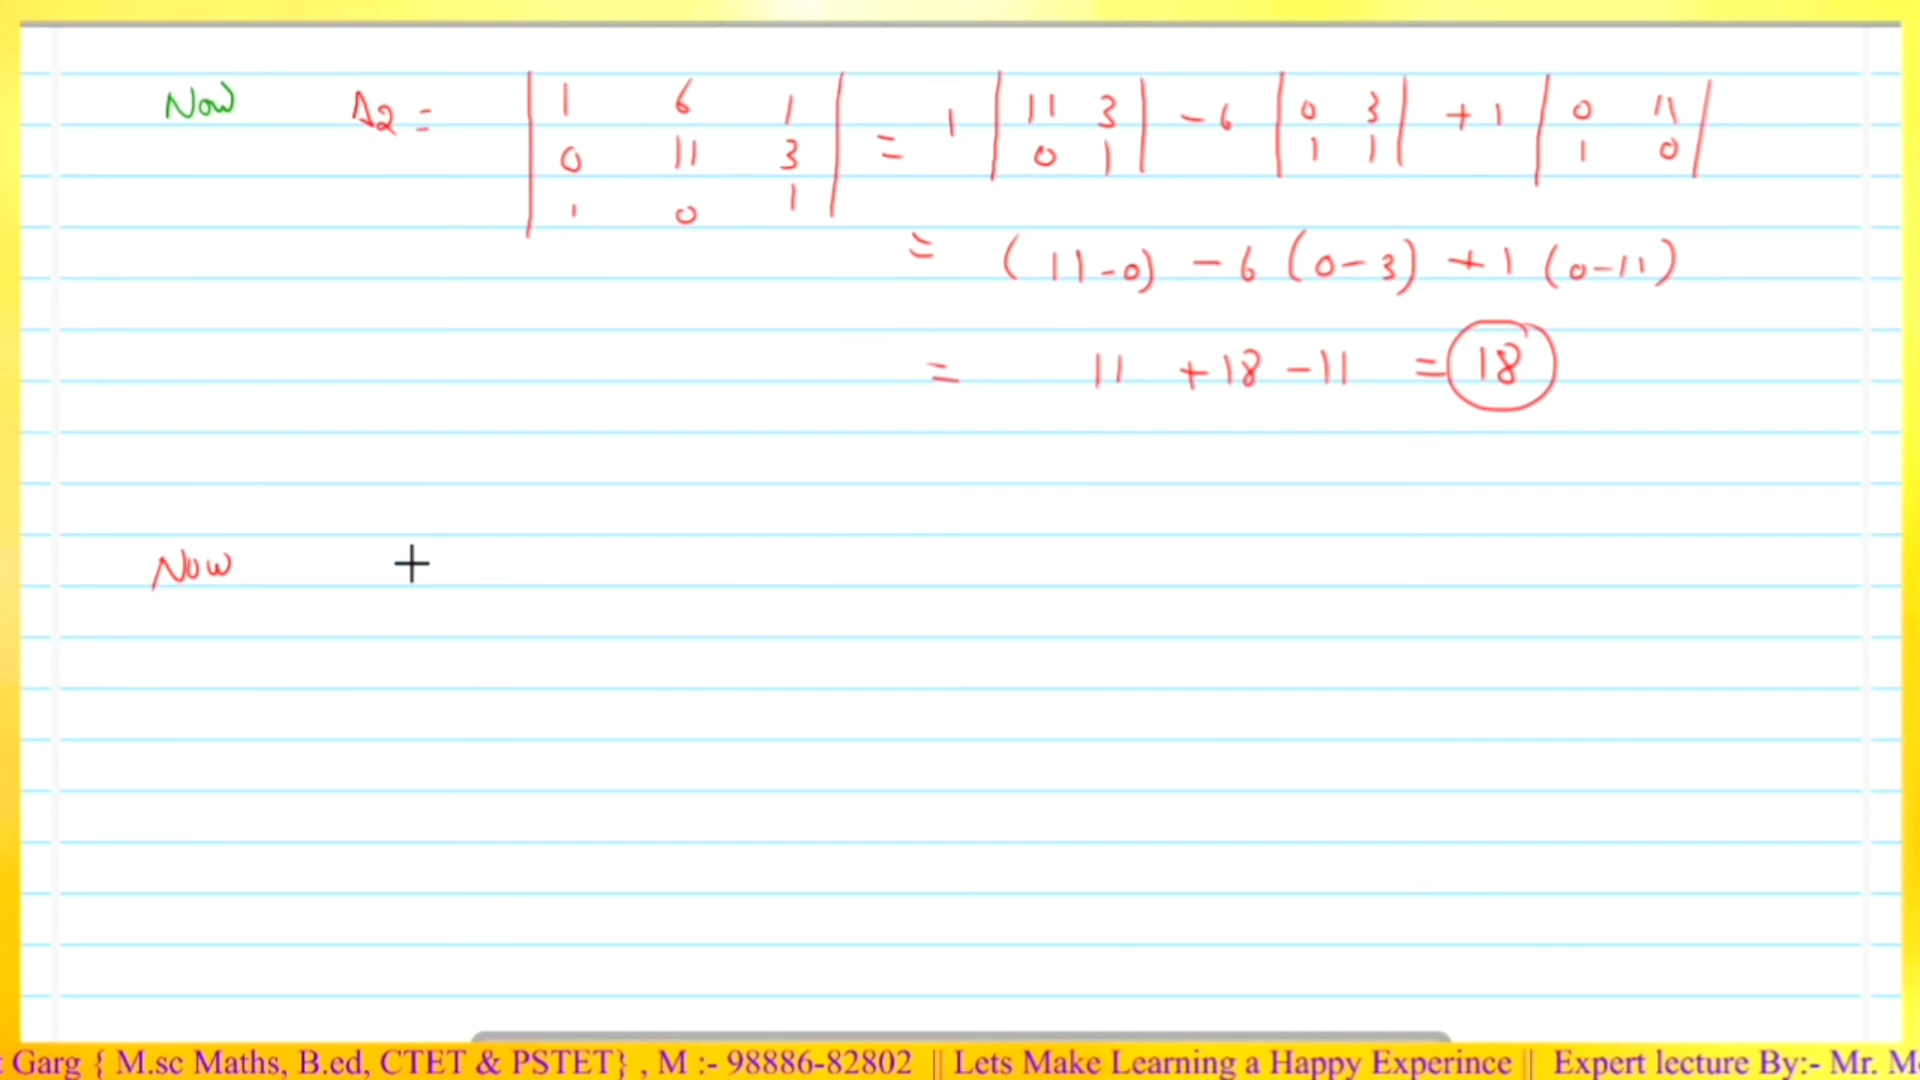 Now Δ2 = | 1 6 1 | = 1 | 11 3 | - 6 | 0 3 | + 1 | 0 11 |
| 0 11 3 | | 0 1 | | 1 1 | | 1 0 |
| 1 0 1 |
= (11-0) - 6 (0-3) + 1 (0-11)
= 11 + 18 - 11 = 18
Now
Garg { M.sc Maths, B.ed, CTET & PSTET} , M :- 98886-82802 || Lets Make Learning a Happy Experince || Expert lecture By:- Mr.